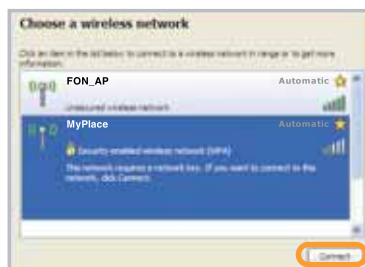 Choose a wireless network
Click an item in the list below to connect to a wireless network in range or to get more
information.
FON_AP
Automatic
Unsecured wireless network
MyPlace
Automatic
Security-enabled wireless network (WPA)
This network requires a network key. If you want to connect to this
network, click Connect.
Connect